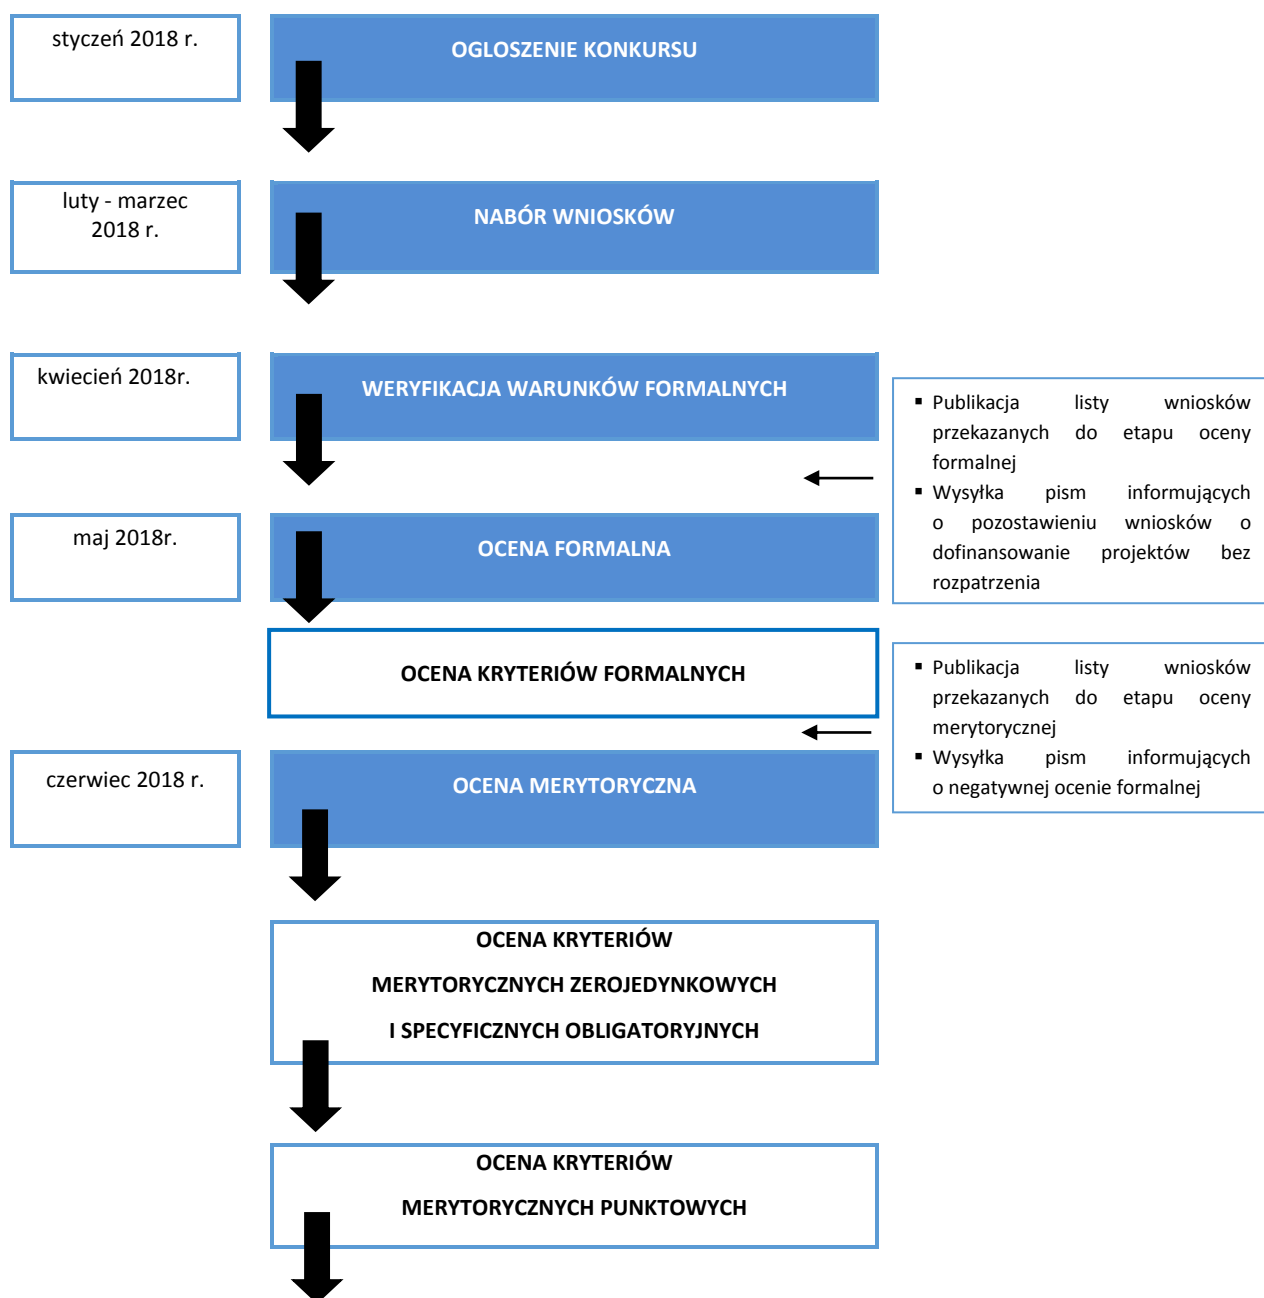 styczeń 2018 r.
OGLOSZENIE KONKURSU
luty - marzec
2018 r.
NABÓR WNIOSKÓW
kwiecień 2018r.
WERYFIKACJA WARUNKÓW FORMALNYCH
▪ Publikacja listy wniosków
przekazanych do etapu oceny
formalnej
▪ Wysyłka pism informujących
o pozostawieniu wniosków o
dofinansowanie projektów bez
rozpatrzenia
maj 2018r.
OCENA FORMALNA
OCENA KRYTERIÓW FORMALNYCH
▪ Publikacja listy wniosków
przekazanych do etapu oceny
merytorycznej
▪ Wysyłka pism informujących
o negatywnej ocenie formalnej
czerwiec 2018 r.
OCENA MERYTORYCZNA
OCENA KRYTERIÓW
MERYTORYCZNYCH ZEROJEDYNKOWYCH
I SPECYFICZNYCH OBLIGATORYJNYCH
OCENA KRYTERIÓW
MERYTORYCZNYCH PUNKTOWYCH